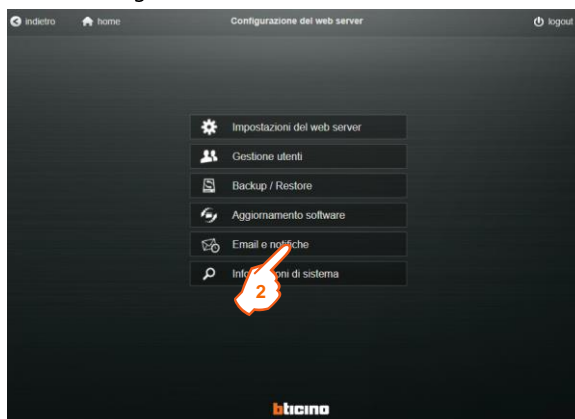 indietro home Configurazione del web server logout
Impostazioni del web server
Gestione utenti
Backup / Restore
Aggiornamento software
Email e notifiche
di sistema
2
bticino